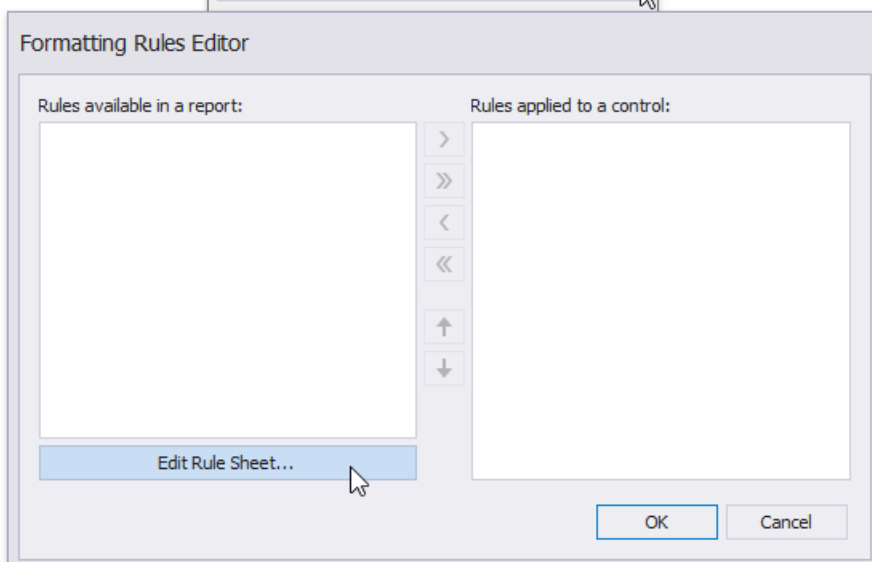 Formatting Rules Editor
Rules available in a report:
Rules applied to a control:
Edit Rule Sheet...
OK
Cancel